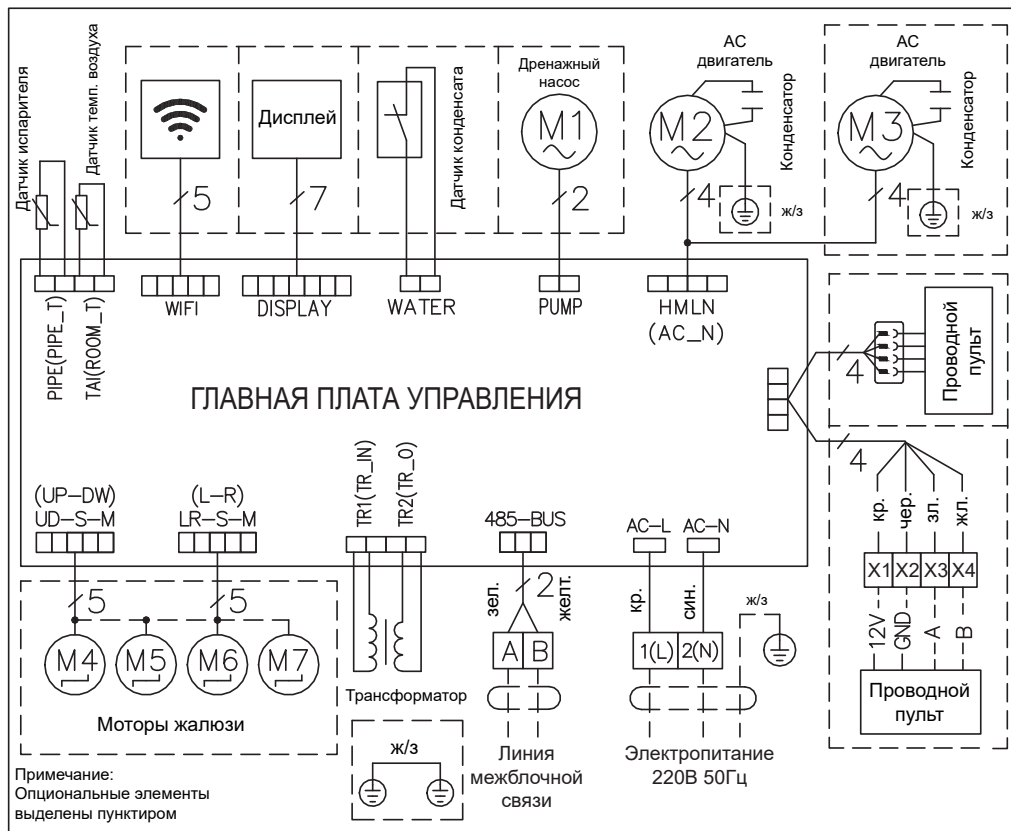 Датчик испарителя
Датчик темп. воздуха
5
Дисплей
7
Датчик конденсата
Дренажный
насос
M1
2
АС
двигатель
M2
Конденсатор
4
ж/з
АС
двигатель
M3
Конденсатор
4
ж/з
PIPE(PIPE_T)
TAI(ROOM_T)
WIFI
DISPLAY
WATER
PUMP
HMLN
(AC_N)
ГЛАВНАЯ ПЛАТА УПРАВЛЕНИЯ
4
Проводной
пульт
4
кр.
чер.
зл.
жл.
X1 X2 X3 X4
12V
GND
A
B
Проводной
пульт
(UP-DW)
UD-S-M
(L-R)
LR-S-M
TR1(TR_IN)
TR2(TR_O)
485-BUS
AC-L
AC-N
5
5
M4 M5 M6 M7
Моторы жалюзи
Трансформатор
ж/з
зел.
2
желт.
A B
Линия
межблочной
связи
кр.
син.
ж/з
1(L) 2(N)
Электропитание
220В 50Гц
Примечание:
Опциональные элементы
выделены пунктиром